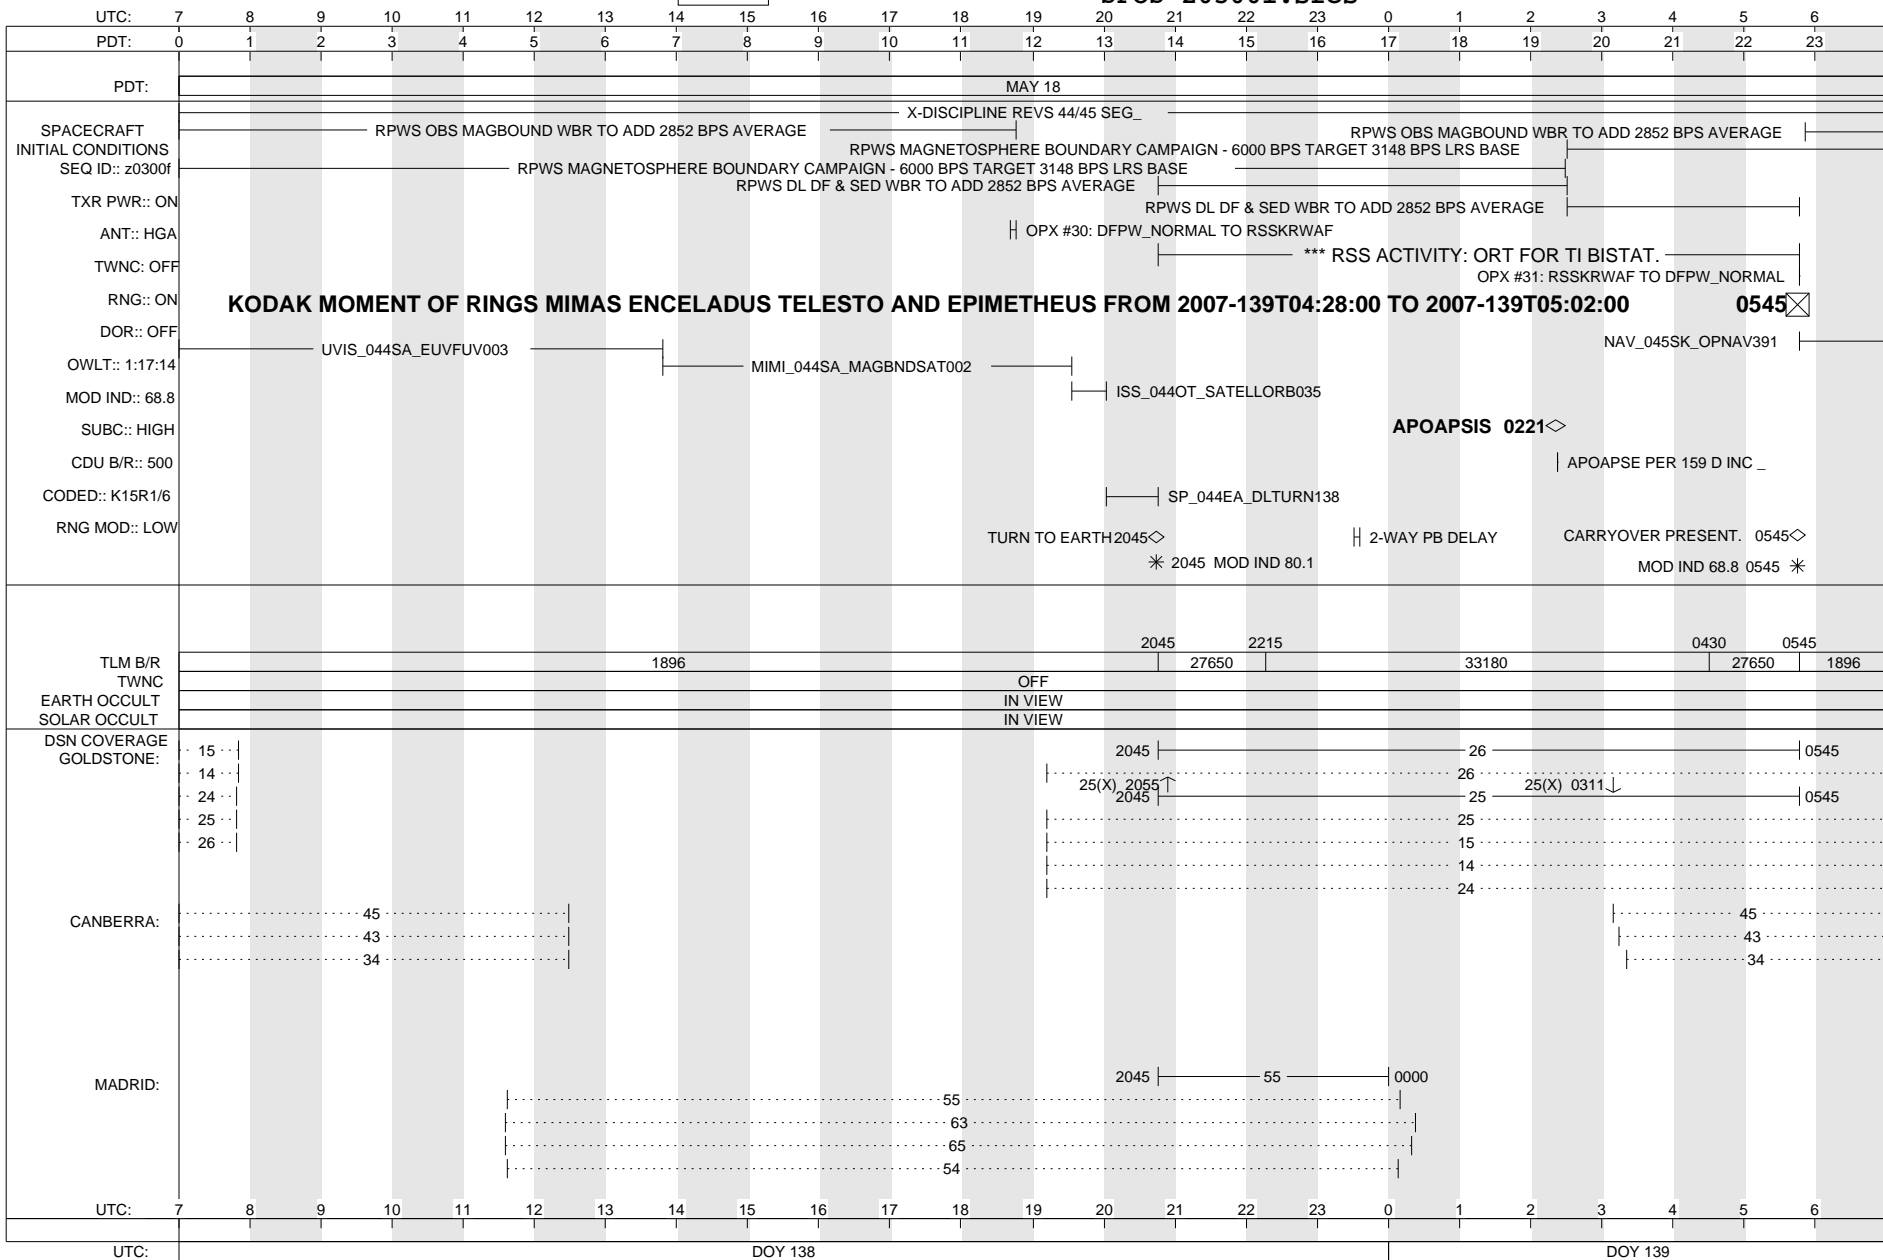 UTC: 7 8 9 10 11 12 13 14 15 16 17 18 19 20 21 22 23 0 1 2 3 4 5 6
PDT: 0 1 2 3 4 5 6 7 8 9 10 11 12 13 14 15 16 17 18 19 20 21 22 23
PDT: MAY 18
X-DISCIPLINE REVS 44/45 SEG_
SPACECRAFT RPWS OBS MAGBOUND WBR TO ADD 2852 BPS AVERAGE RPWS OBS MAGBOUND WBR TO ADD 2852 BPS AVERAGE
INITIAL CONDITIONS RPWS MAGNETOSPHERE BOUNDARY CAMPAIGN - 6000 BPS TARGET 3148 BPS LRS BASE
SEQ ID:: z0300f RPWS MAGNETOSPHERE BOUNDARY CAMPAIGN - 6000 BPS TARGET 3148 BPS LRS BASE
RPWS DL DF & SED WBR TO ADD 2852 BPS AVERAGE
TXR PWR:: ON RPWS DL DF & SED WBR TO ADD 2852 BPS AVERAGE
ANT:: HGA OPX #30: DFPW_NORMAL TO RSSKRWAF
*** RSS ACTIVITY: ORT FOR TI BISTAT.
TWNC: OFF
OPX #31: RSSKRWAF TO DFPW_NORMAL
RNG:: ON KODAK MOMENT OF RINGS MIMAS ENCELADUS TELESTO AND EPIMETHEUS FROM 2007-139T04:28:00 TO 2007-139T05:02:00 0545
DOR:: OFF NAV_045SK_OPNAV391
UVIS_044SA_EUVFUV003
OWLT:: 1:17:14 MIMI_044SA_MAGBNDSAT002
MOD IND:: 68.8 ISS_044OT_SATELLORB035
SUBC:: HIGH APOAPSIS 0221
CDU B/R:: 500 APOAPSE PER 159 D INC _
CODED:: K15R1/6 SP_044EA_DLTURN138
RNG MOD:: LOW TURN TO EARTH 2045 2-WAY PB DELAY CARRYOVER PRESENT. 0545
2045 MOD IND 80.1 MOD IND 68.8 0545
2045 2215 0430 0545
TLM B/R 1896 27650 33180 27650 1896
TWNC OFF
EARTH OCCULT IN VIEW
SOLAR OCCULT IN VIEW
DSN COVERAGE
GOLDSTONE: 15 2045 26 0545
14 26
25(X) 2055 25(X) 0311
24 2045 25 0545
25 25
26 15
14
24
CANBERRA: 45 45
43 43
34 34
MADRID: 2045 55 0000
55
63
65
54
UTC: 7 8 9 10 11 12 13 14 15 16 17 18 19 20 21 22 23 0 1 2 3 4 5 6
UTC: DOY 138 DOY 139